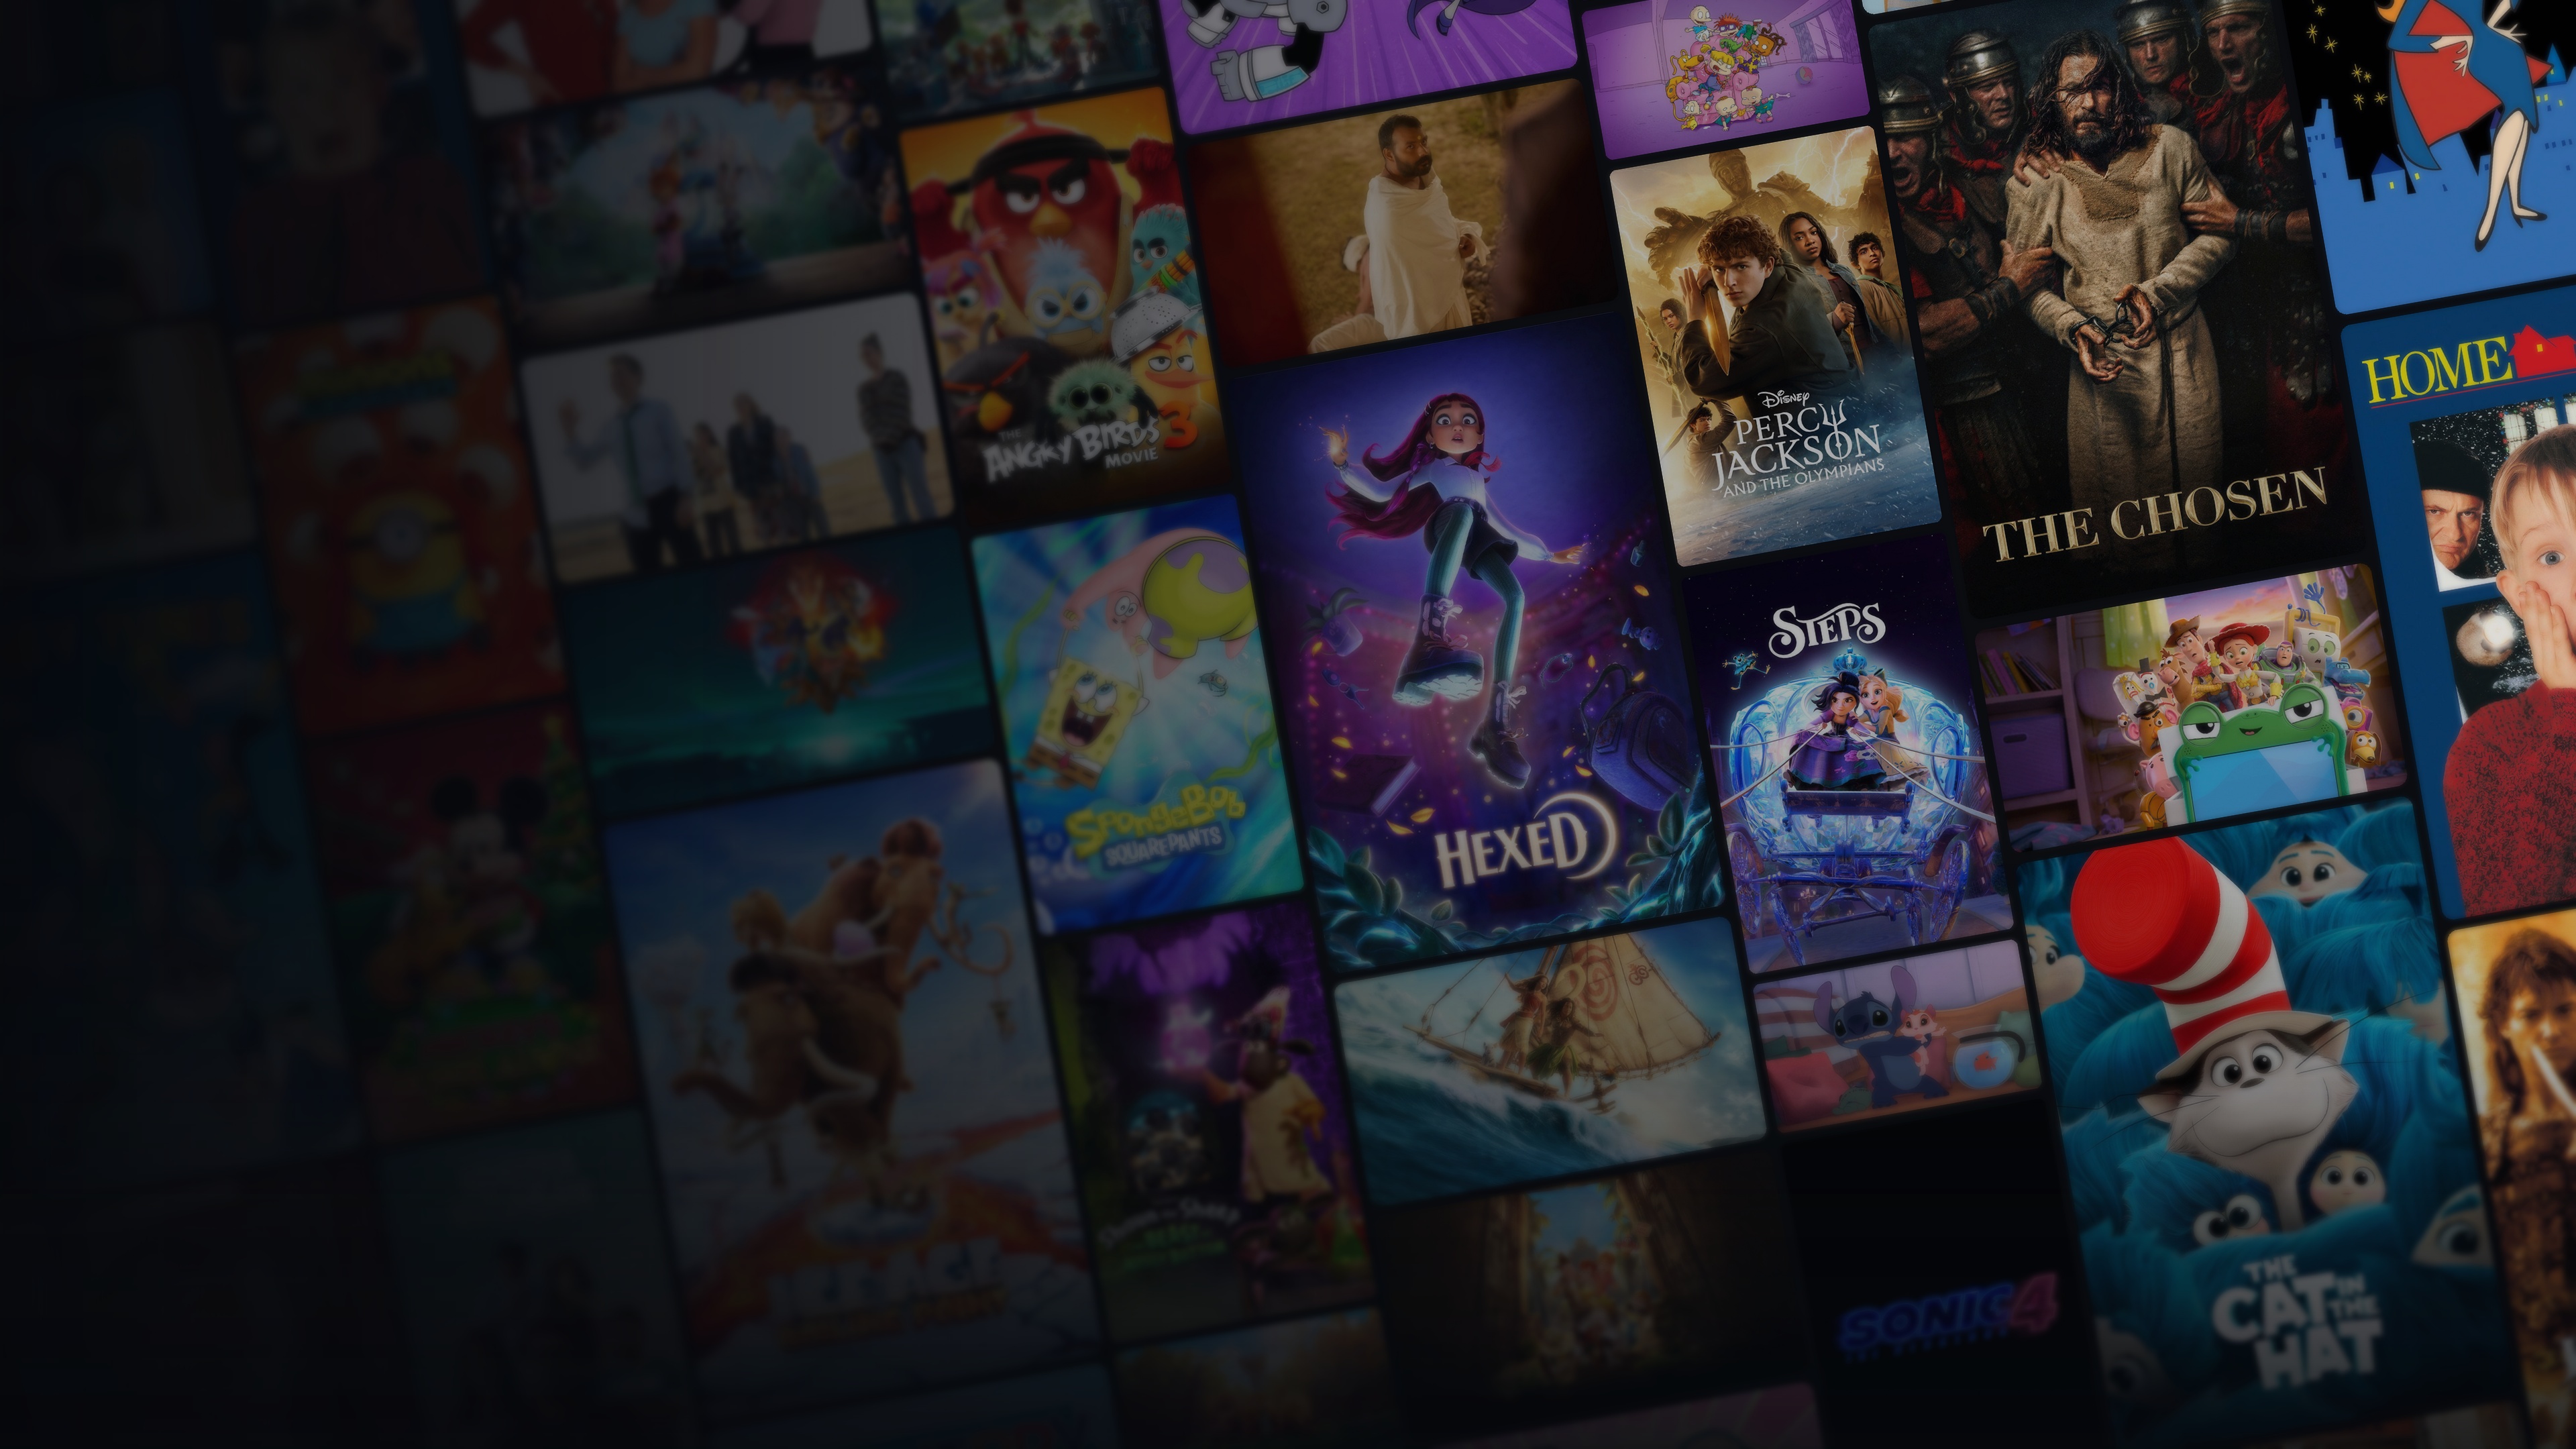 THE
ANGRY BIRDS
MOVIE 3
DISNEY
PERCY
JACKSON
AND THE OLYMPIANS
THE CHOSEN
HOME
STEPS
SPONGEBOB
SQUAREPANTS
HEXED
SONIC 4
THE
CAT IN
THE
HAT